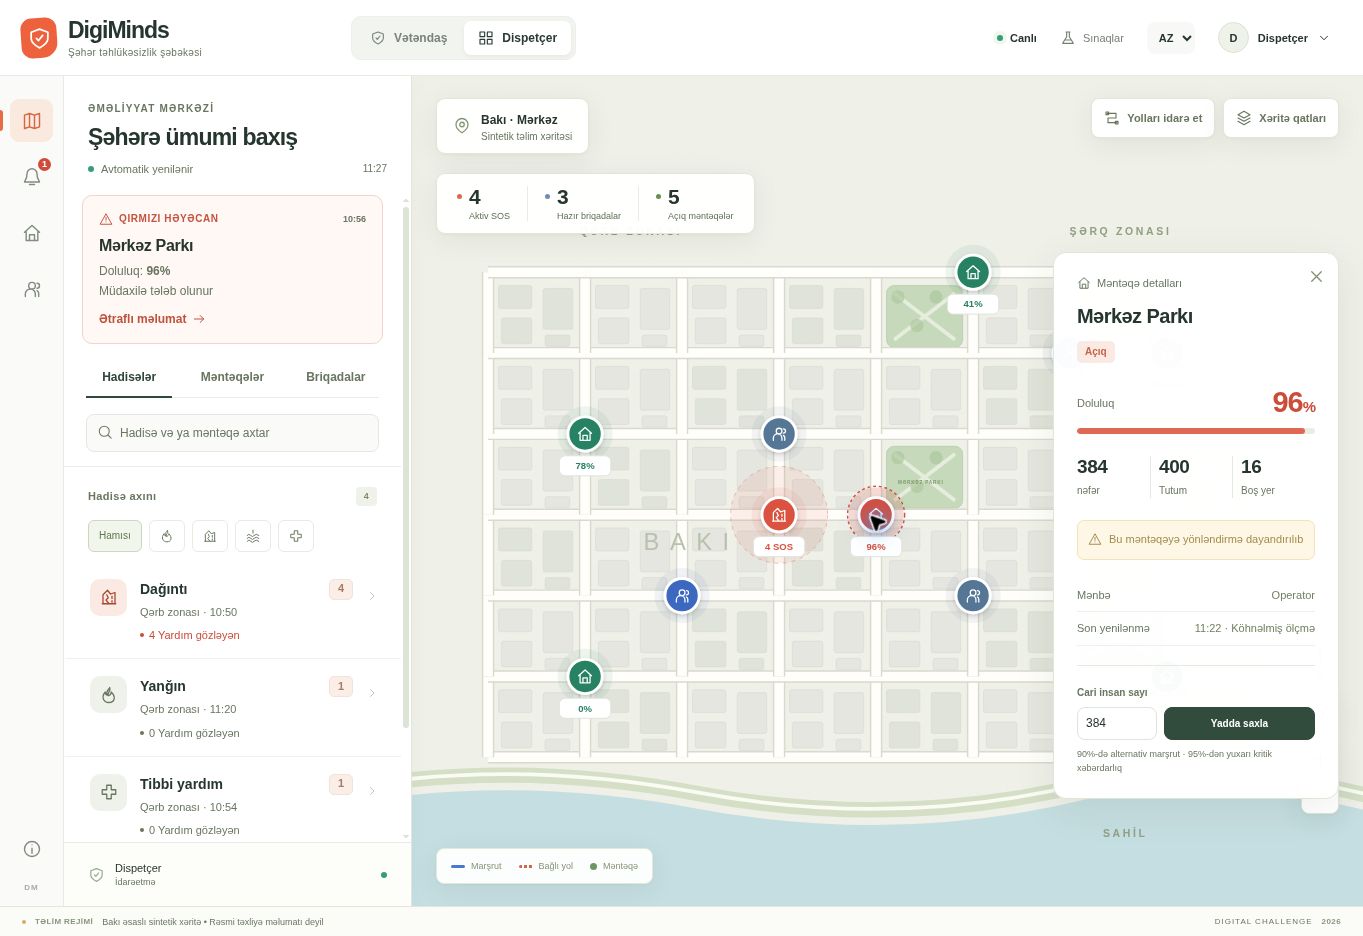 DigiMinds
Şəhər təhlükəsizlik şəbəkəsi
Vətəndaş
Dispetçer
Canlı
Sınaqlar
AZ
D
Dispetçer
1
DM
ƏMƏLİYYAT MƏRKƏZİ
Şəhərə ümumi baxış
Avtomatik yenilənir
11:27
QIRMIZI HƏYƏCAN
10:56
Mərkəz Parkı
Doluluq: 96%
Müdaxilə tələb olunur
Ətraflı məlumat
Hadisələr
Məntəqələr
Briqadalar
Hadisə və ya məntəqə axtar
Hadisə axını
4
Hamısı
Dağıntı
4
Qərb zonası · 10:50
4 Yardım gözləyən
Yanğın
1
Qərb zonası · 11:20
0 Yardım gözləyən
Tibbi yardım
1
Qərb zonası · 10:54
0 Yardım gözləyən
Dispetçer
İdarəetmə
Bakı · Mərkəz
Sintetik təlim xəritəsi
Yolları idarə et
Xəritə qatları
4
Aktiv SOS
3
Hazır briqadalar
5
Açıq məntəqələr
ŞƏRQ ZONASI
41%
78%
MƏRKƏZ PARKI
BAKI
4 SOS
96%
0%
SAHİL
Marşrut
Bağlı yol
Məntəqə
Məntəqə detalları
Mərkəz Parkı
Açıq
Doluluq
96%
384
nəfər
400
Tutum
16
Boş yer
Bu məntəqəyə yönləndirmə dayandırılıb
Mənbə
Operator
Son yenilənmə
11:22 · Köhnəlmiş ölçmə
Cari insan sayı
384
Yadda saxla
90%-də alternativ marşrut · 95%-dən yuxarı kritik
xəbərdarlıq
TƏLİM REJİMİ
Bakı əsaslı sintetik xəritə • Rəsmi təxliyə məlumatı deyil
DIGITAL CHALLENGE
2026